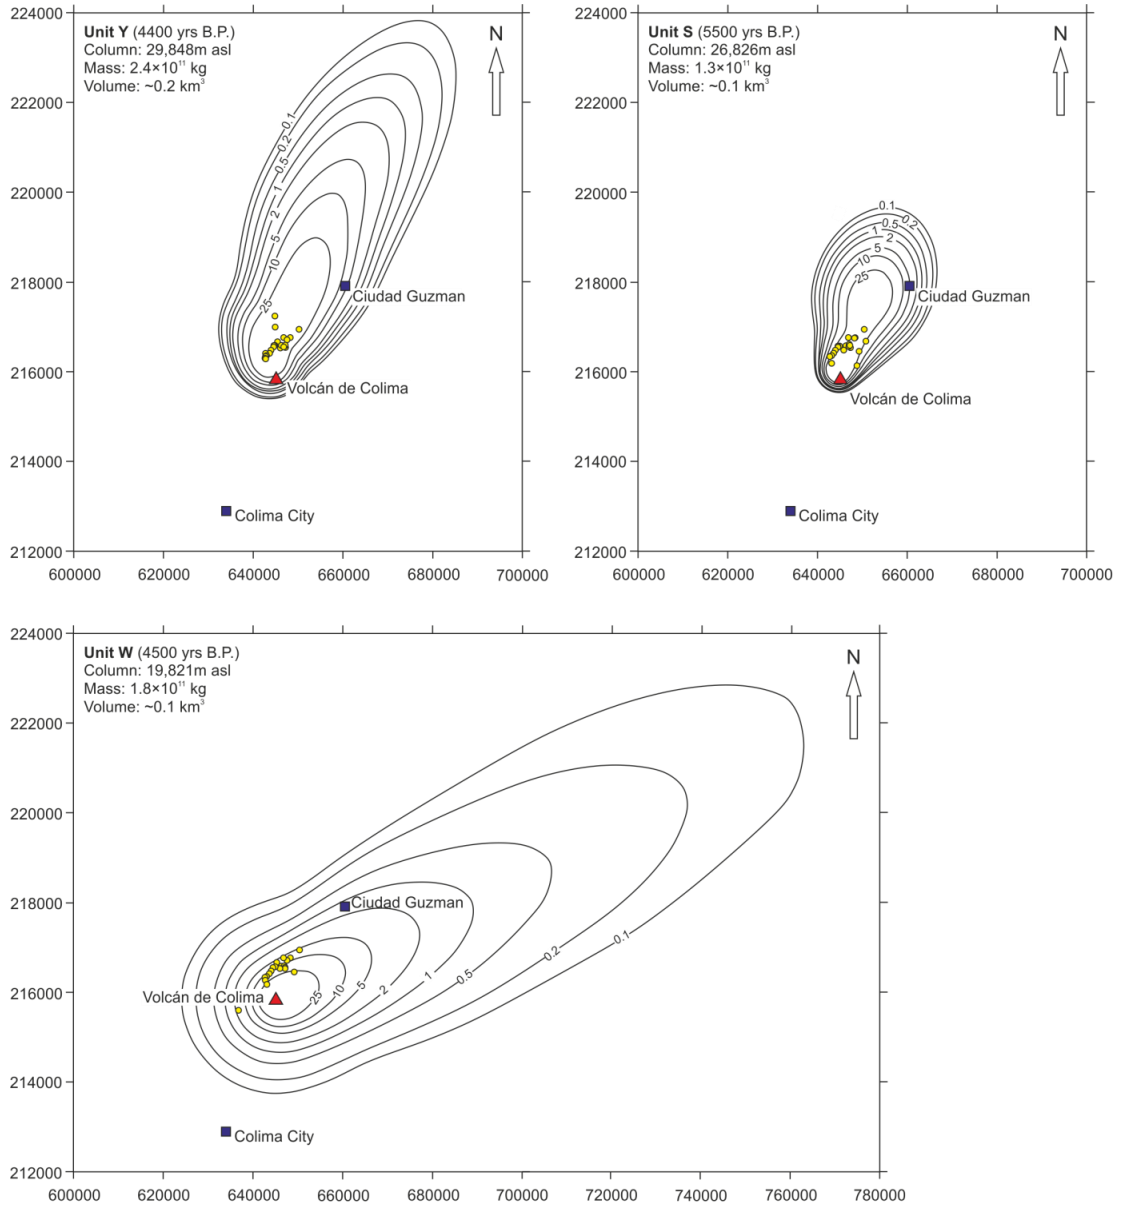 Unit Y (4400 yrs B.P.)
Column: 29,848m asl
Mass: 2.4×10¹¹ kg
Volume: ~0.2 km³
N
0.1
0.2
0.5
1
2
5
10
25
Ciudad Guzman
Volcán de Colima
Colima City
224000
222000
220000
218000
216000
214000
212000
600000 620000 640000 660000 680000 700000
Unit S (5500 yrs B.P.)
Column: 26,826m asl
Mass: 1.3×10¹¹ kg
Volume: ~0.1 km³
N
0.1
0.2
0.5
1
2
5
10
25
Ciudad Guzman
Volcán de Colima
Colima City
224000
222000
220000
218000
216000
214000
212000
600000 620000 640000 660000 680000 700000
Unit W (4500 yrs B.P.)
Column: 19,821m asl
Mass: 1.8×10¹¹ kg
Volume: ~0.1 km³
N
Ciudad Guzman
Volcán de Colima
25
10
5
2
1
0.5
0.2
0.1
Colima City
224000
222000
220000
218000
216000
214000
212000
600000 620000 640000 660000 680000 700000 720000 740000 760000 780000